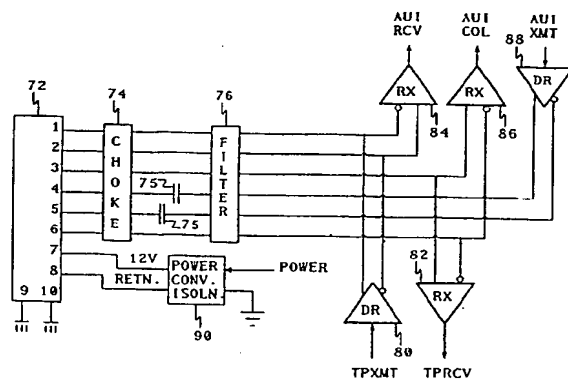 AUI
RCV
AUI
COL
AUI
XMT
88
DR
72
74
76
RX
84
RX
86
1
2
3
4
5
6
7
8
9
10
CHOKE
75
75
FILTER
12V
RETN.
POWER
CONV.
ISOLN.
POWER
90
82
DR
80
RX
TPXMT
TPRCV